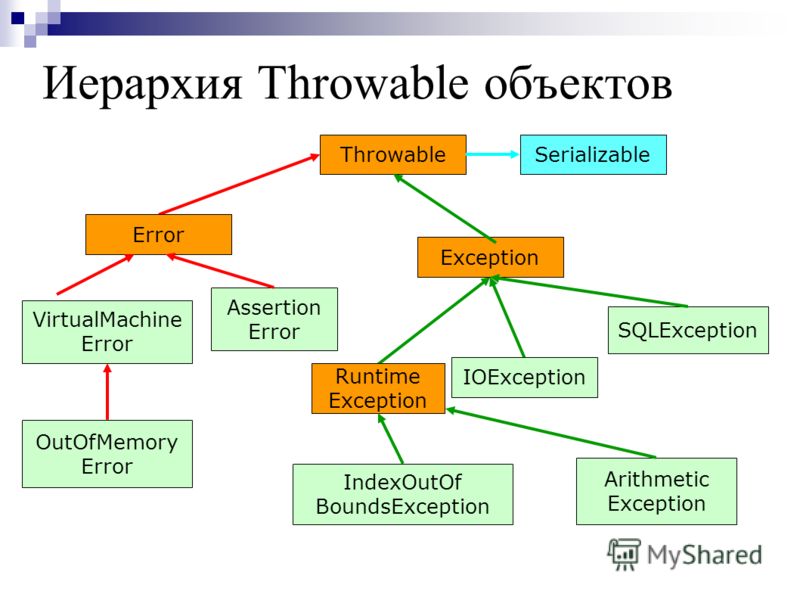 Иерархия Throwable объектов
Throwable
Serializable
Error
Exception
VirtualMachine
Error
Assertion
Error
SQLException
Runtime
Exception
IOException
OutOfMemory
Error
IndexOutOf
BoundsException
Arithmetic
Exception
MyShared